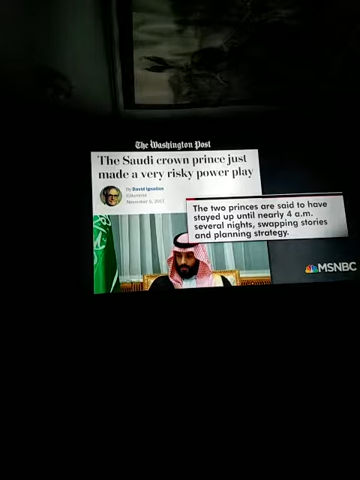 The Washington Post
The Saudi crown prince just
made a very risky power play
By David Ignatius
Columnist
November 5, 2017
The two princes are said to have
stayed up until nearly 4 a.m.
several nights, swapping stories
and planning strategy.
MSNBC